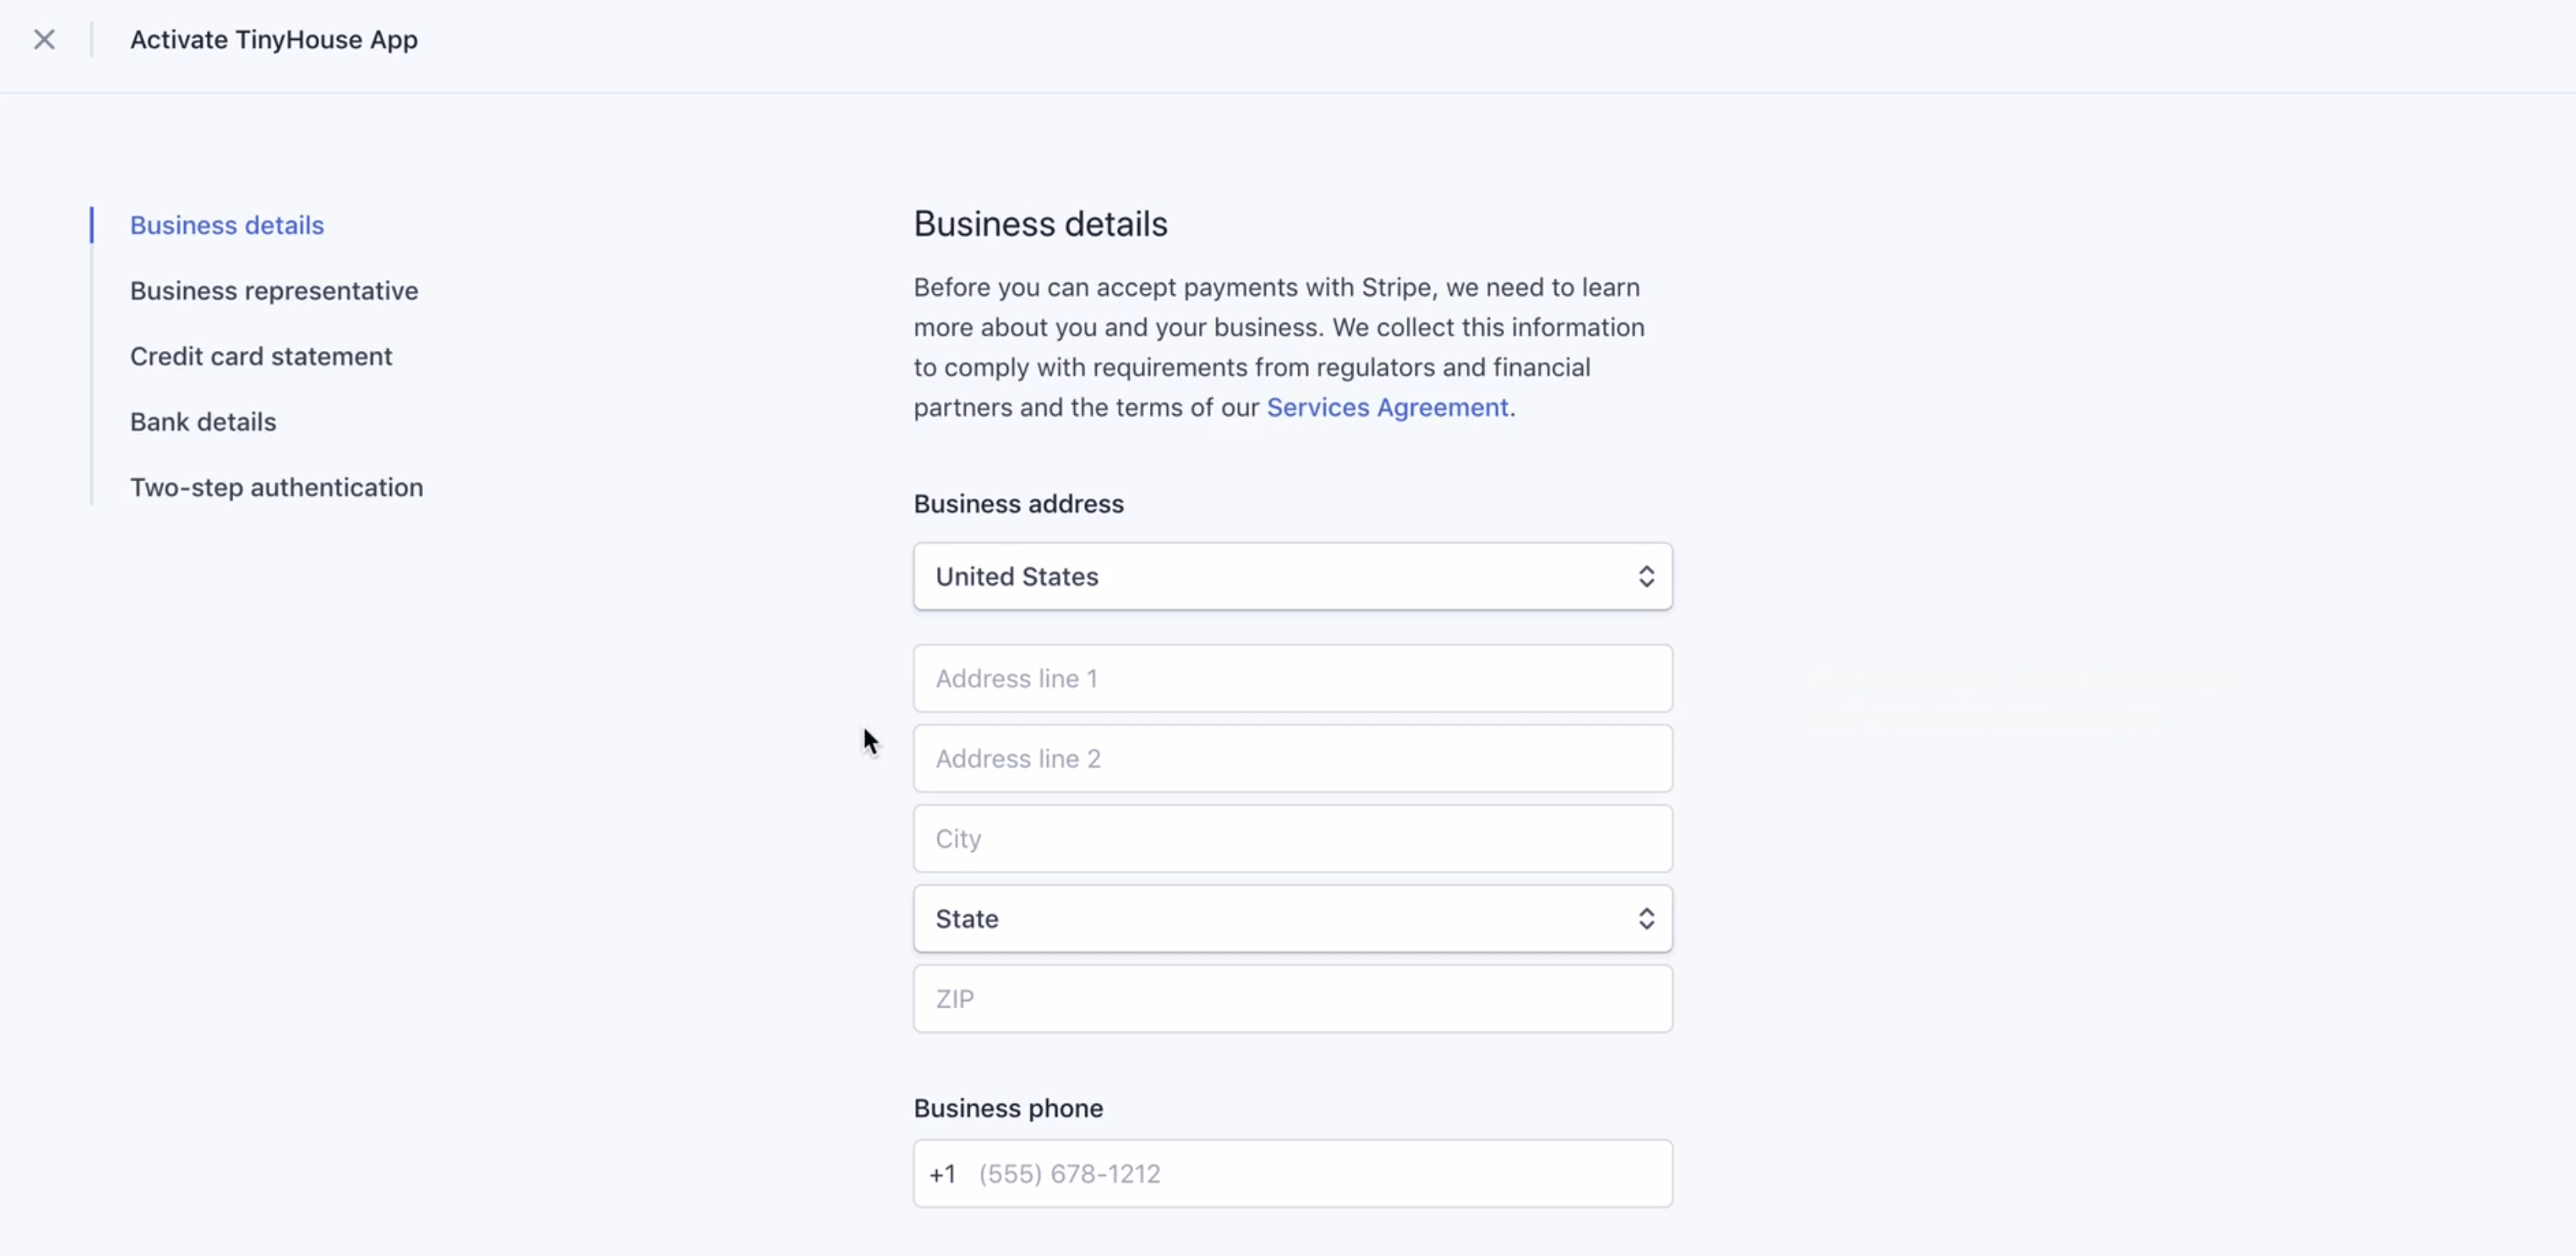 Activate TinyHouse App
Business details
Business representative
Credit card statement
Bank details
Two-step authentication
Business details
Before you can accept payments with Stripe, we need to learn
more about you and your business. We collect this information
to comply with requirements from regulators and financial
partners and the terms of our Services Agreement.
Business address
United States
Address line 1
Address line 2
City
State
ZIP
Business phone
+1 (555) 678-1212